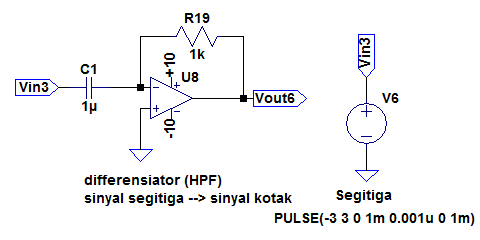 R19
1k
+10
U8
C1
1µ
Vin3
Vout6
-10
differensiator (HPF)
sinyal segitiga --> sinyal kotak
Vin3
V6
Segitiga
PULSE(-3 3 0 1m 0.001u 0 1m)